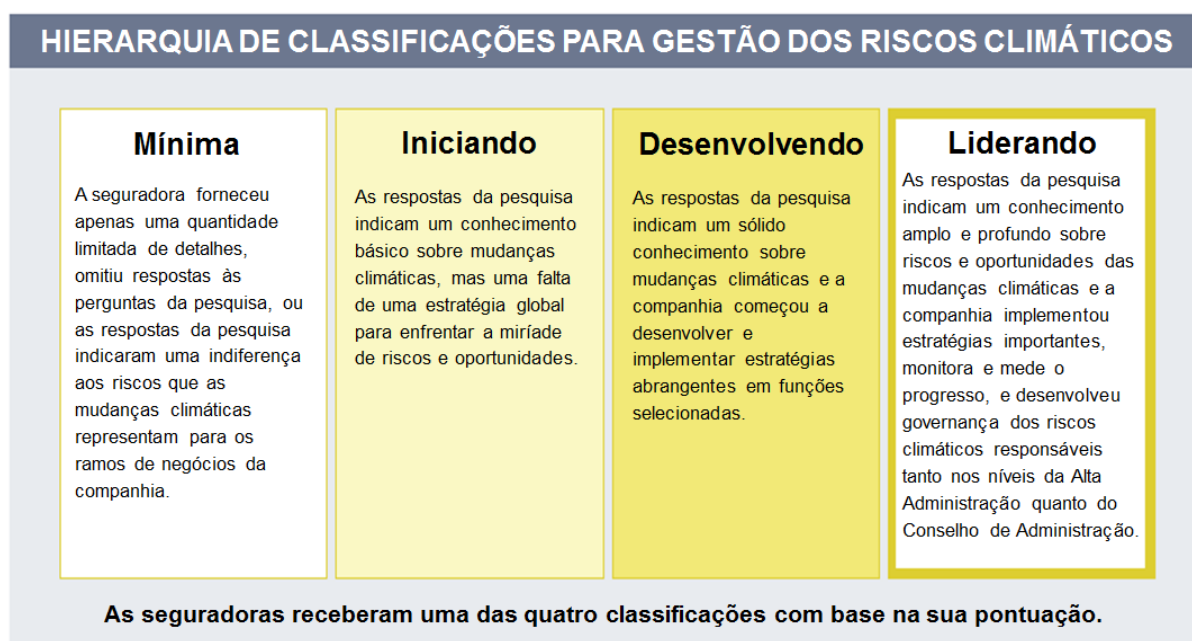 HIERARQUIA DE CLASSIFICAÇÕES PARA GESTÃO DOS RISCOS CLIMÁTICOS
Mínima
A seguradora forneceu
apenas uma quantidade
limitada de detalhes,
omitiu respostas às
perguntas da pesquisa, ou
as respostas da pesquisa
indicaram uma indiferença
aos riscos que as
mudanças climáticas
representam para os
ramos de negócios da
companhia.
Iniciando
As respostas da pesquisa
indicam um conhecimento
básico sobre mudanças
climáticas, mas uma falta
de uma estratégia global
para enfrentar a miríade
de riscos e oportunidades.
Desenvolvendo
As respostas da pesquisa
indicam um sólido
conhecimento sobre
mudanças climáticas e a
companhia começou a
desenvolver e
implementar estratégias
abrangentes em funções
selecionadas.
Liderando
As respostas da pesquisa
indicam um conhecimento
amplo e profundo sobre
riscos e oportunidades das
mudanças climáticas e a
companhia implementou
estratégias importantes,
monitora e mede o
progresso, e desenvolveu
governança dos riscos
climáticos responsáveis
tanto nos níveis da Alta
Administração quanto do
Conselho de Administração.
As seguradoras receberam uma das quatro classificações com base na sua pontuação.